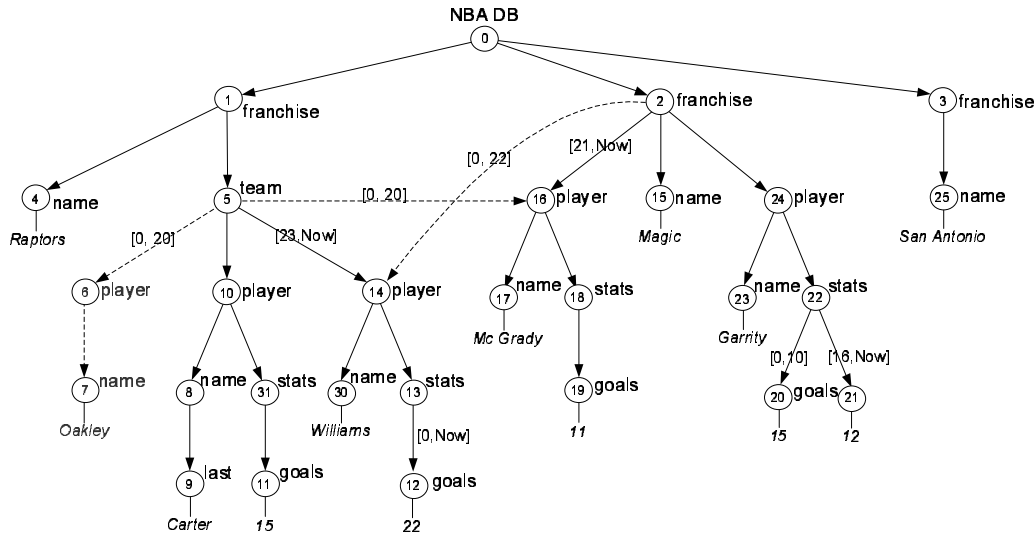 NBA DB
0
1
franchise
2
franchise
3
franchise
[21,Now]
[0, 22]
4
name
Raptors
team
5
[0, 20]
16
player
15
name
Magic
24
player
25
name
San Antonio
[0, 20]
[23,Now]
6
player
10
player
14
player
17
name
Mc Grady
18
stats
23
name
Garrity
22
stats
[0,10]
[16,Now]
7
name
Oakley
8
name
31
stats
30
name
Williams
13
stats
19
goals
11
20
goals
15
21
12
[0,Now]
9
last
Carter
11
goals
15
12
goals
22